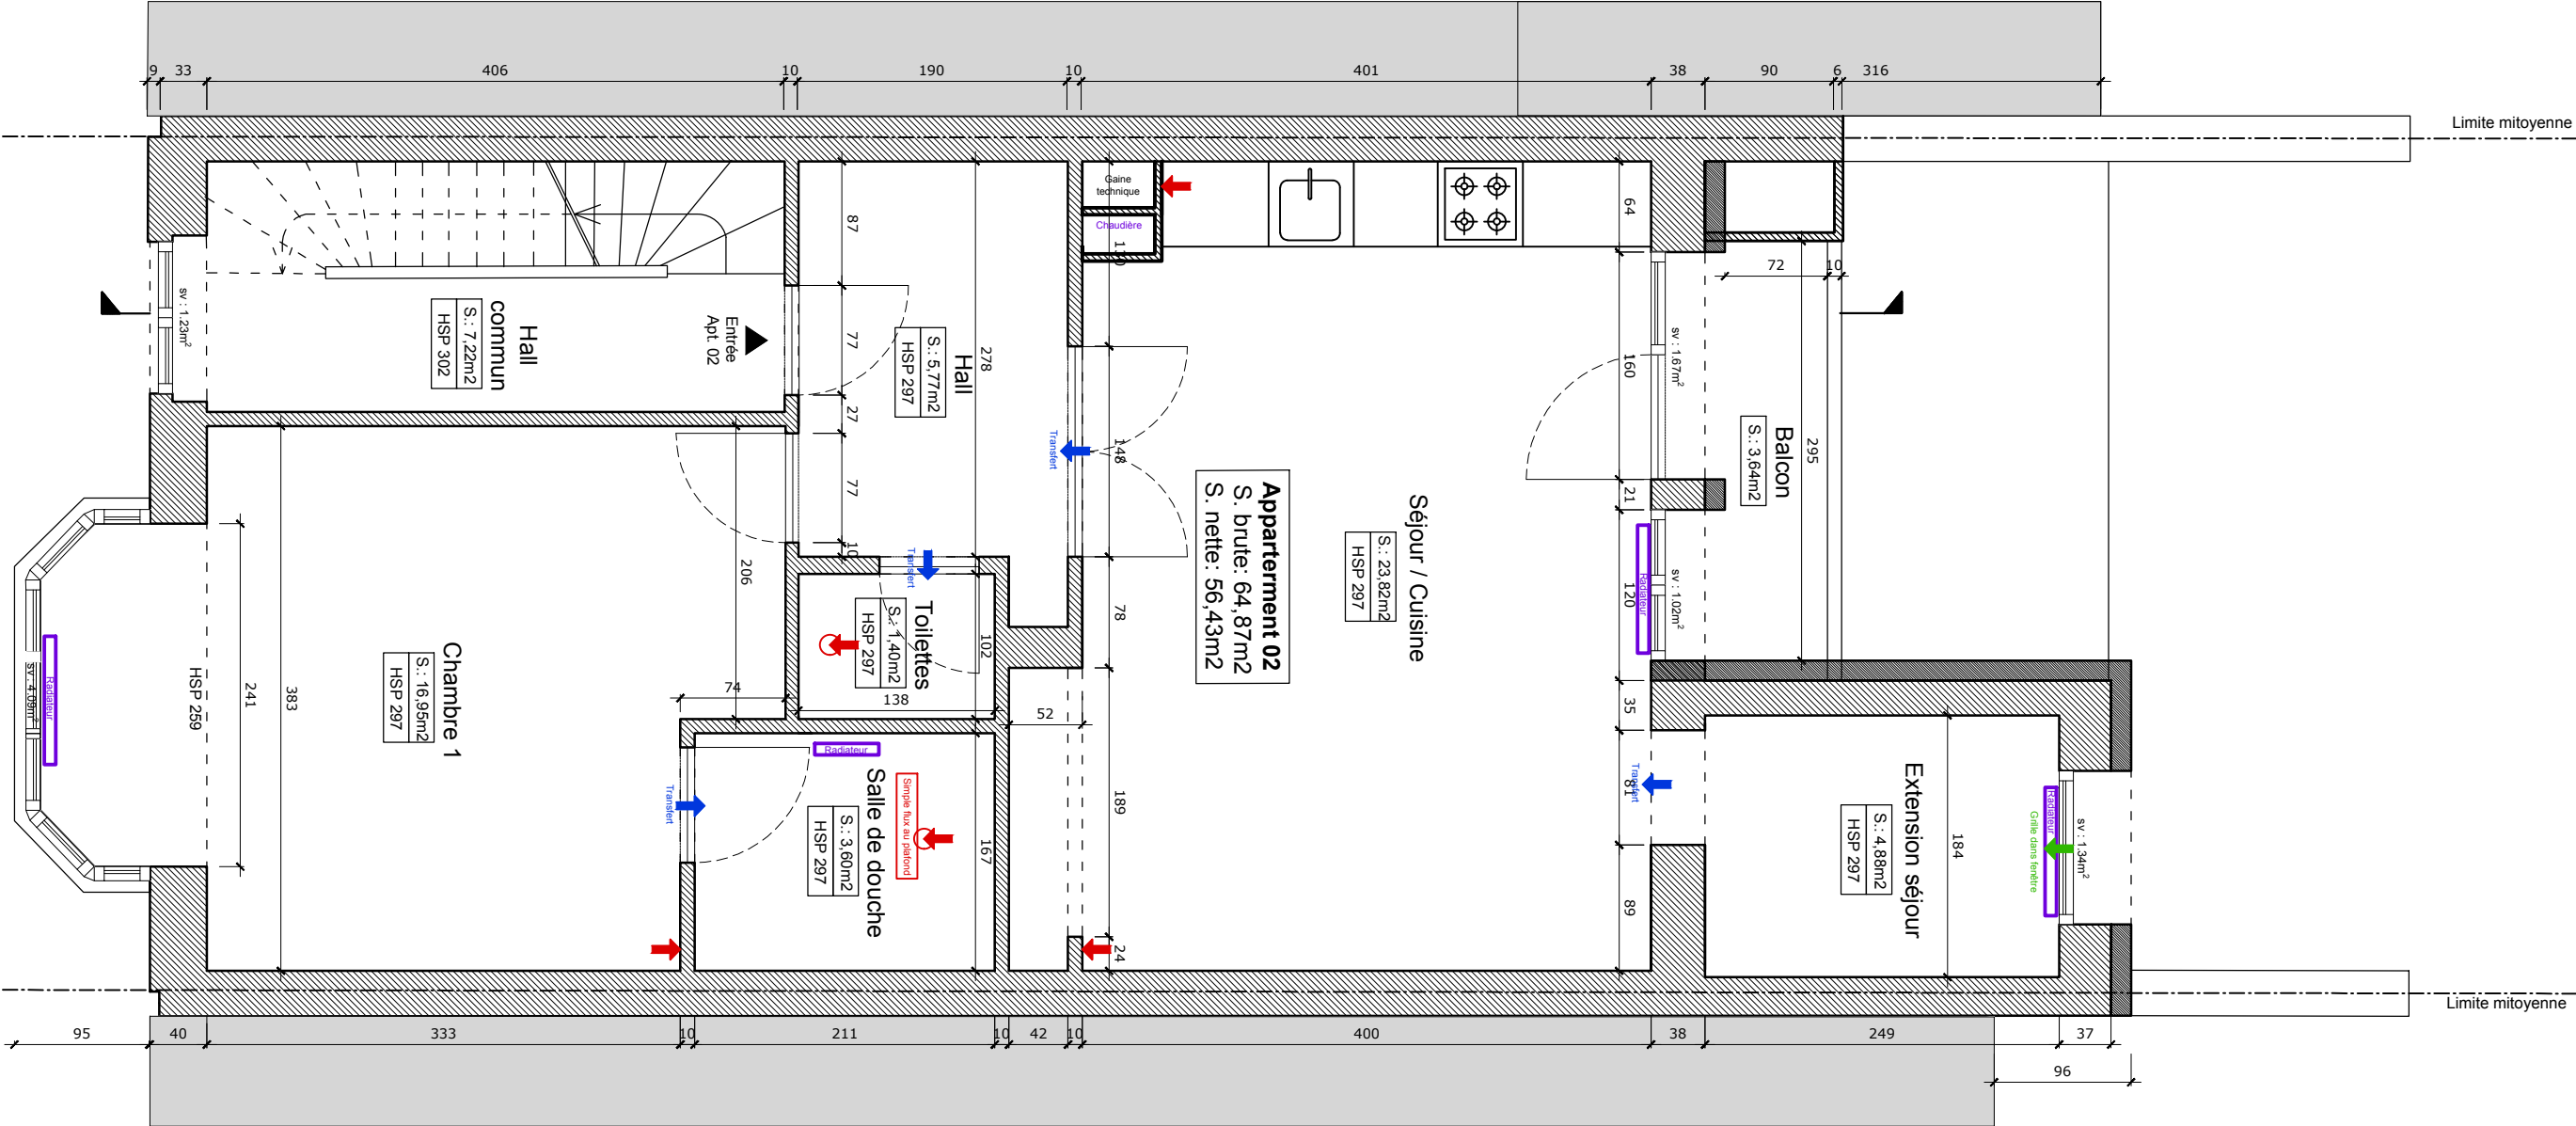 9 33 406 10 190 10 401 38 90 6 316
Limite mitoyenne
Gaine
technique
Chaudière
110
64
87
72 10
sv : 1.23m²
Hall
commun
S.: 7,22m2
HSP 302
Entrée
Apt. 02
77
Hall
S.: 5,77m2
HSP 297
278
160
sv : 1.67m²
27
Transfert
148
Balcon
S.: 3,64m2
295
77
10
21
Appartement 02
S. brute: 64,87m2
S. nette: 56,43m2
Séjour / Cuisine
S.: 23,82m2
HSP 297
Radiateur
120
sv : 1.02m²
206
Transfert
Toilettes
S.: 1,40m2
HSP 297
102
78
74
138
52
35
Radiateur
sv : 4.09m²
HSP 259
241
383
Chambre 1
S.: 16,95m2
HSP 297
Radiateur
Transfert
Salle de douche
S.: 3,60m2
HSP 297
Simple flux au plafond
167
189
24
Transfert
81
89
Extension séjour
S.: 4,88m2
HSP 297
184
Radiateur
Grille dans fenêtre
sv : 1,34m²
Limite mitoyenne
95 40 333 10 211 10 42 10 400 38 249 37
96